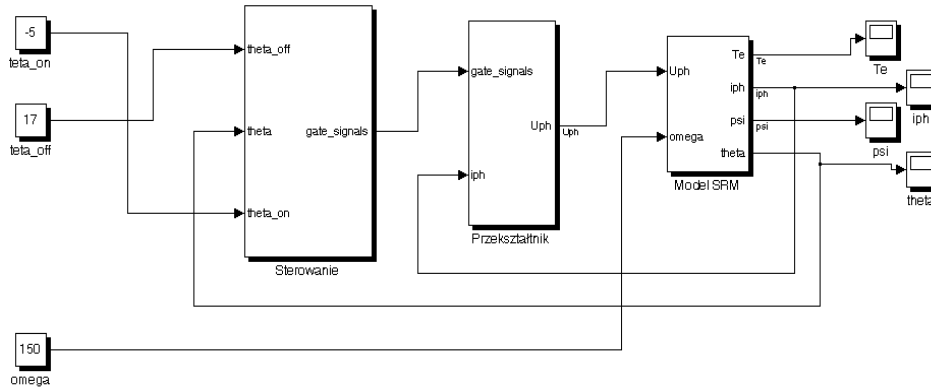 -5
teta_on
17
teta_off
theta_off
theta
theta_on
gate_signals
Sterowanie
gate_signals
iph
Uph
Uph
Przekształtnik
Uph
omega
Te
iph
psi
theta
Te
iph
psi
Model SRM
Te
iph
psi
theta
150
omega